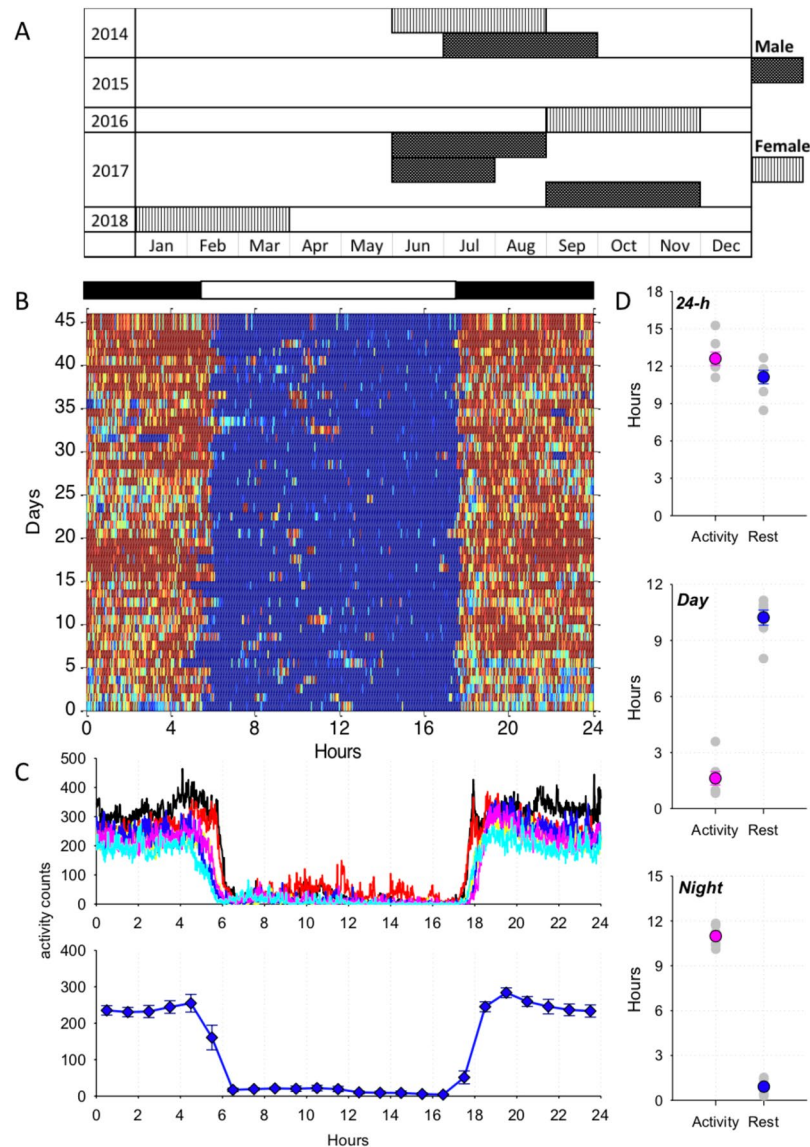 A
2014
2015
2016
2017
2018
Jan Feb Mar Apr May Jun Jul Aug Sep Oct Nov Dec
Male
Female
B
Days
45
40
35
30
25
20
15
10
5
0
0 4 8 12 16 20 24
Hours
C
activity counts
500
400
300
200
100
0
0 2 4 6 8 10 12 14 16 18 20 22 24
400
300
200
100
0
0 2 4 6 8 10 12 14 16 18 20 22 24
Hours
D
24-h
Hours
18
15
12
9
6
3
0
Activity Rest
Day
Hours
12
9
6
3
0
Activity Rest
Night
Hours
15
12
9
6
3
0
Activity Rest